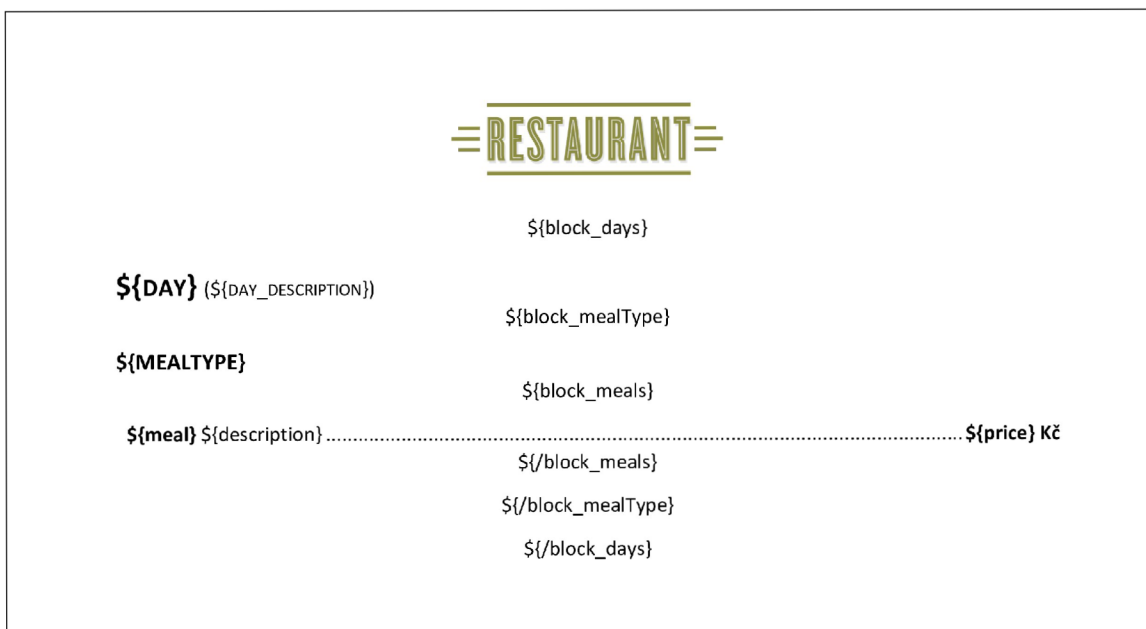 RESTAURANT
${block_days}
${DAY} (${DAY_DESCRIPTION})
${block_mealType}
${MEALTYPE}
${block_meals}
${meal} ${description} ........................................................................................................................ ${price} Kč
${/block_meals}
${/block_mealType}
${/block_days}